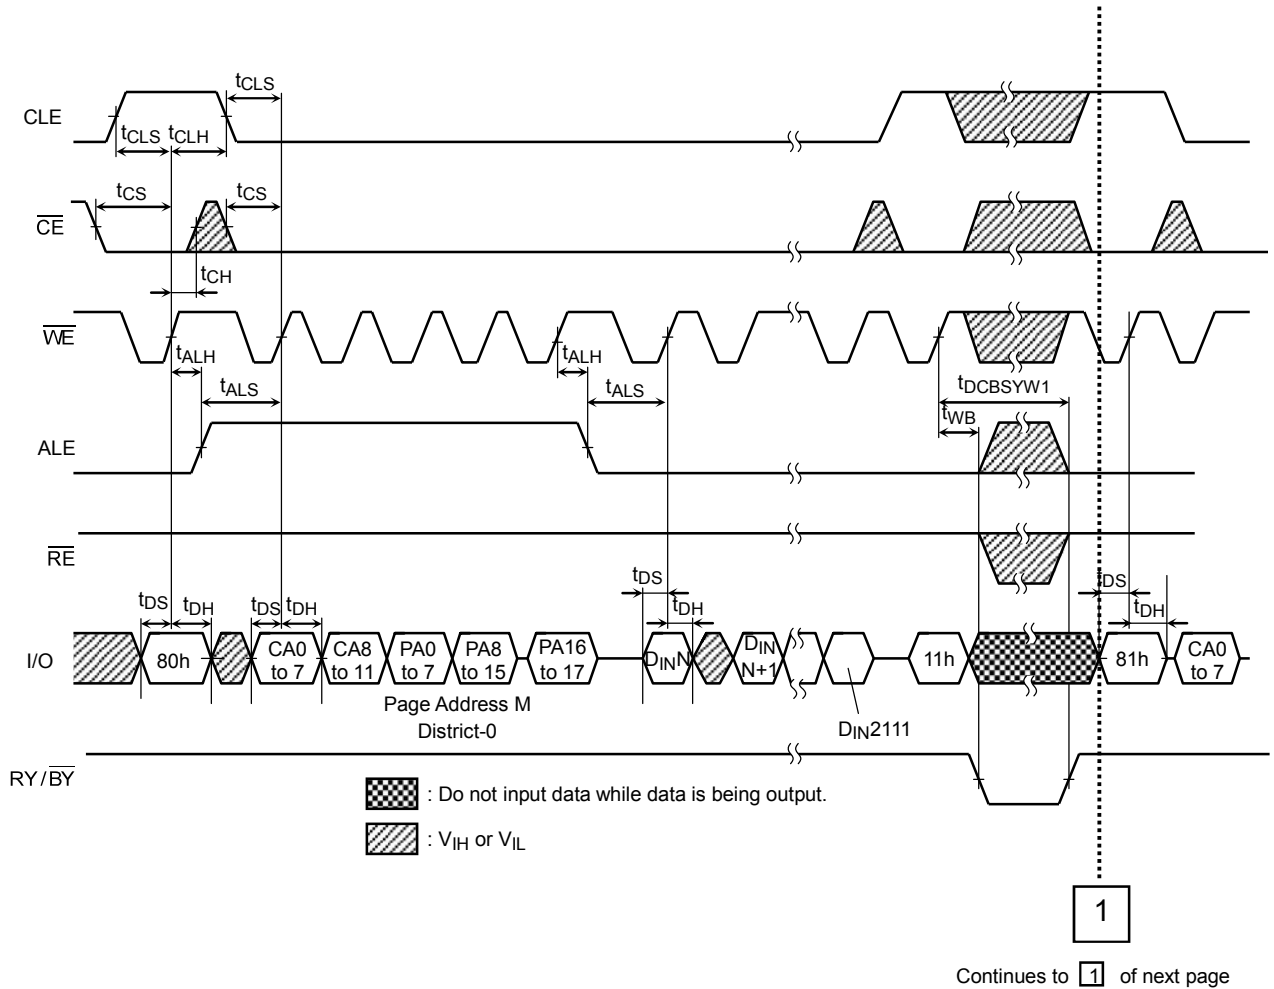 tCLS
CLE
tCLS tCLH
tCS tCS
CE
tCH
WE
tALH tALH
tALS tALS
tDCBSYW1
tWB
ALE
RE
tDS tDH tDS tDH tDS tDH tDS tDH
I/O
80h
CA0 to 7
CA8 to 11
PA0 to 7
PA8 to 15
PA16 to 17
DINN
DIN N+1
11h
81h
CA0 to 7
Page Address M
District-0
DIN2111
RY/BY
: Do not input data while data is being output.
: VIH or VIL
1
Continues to 1 of next page